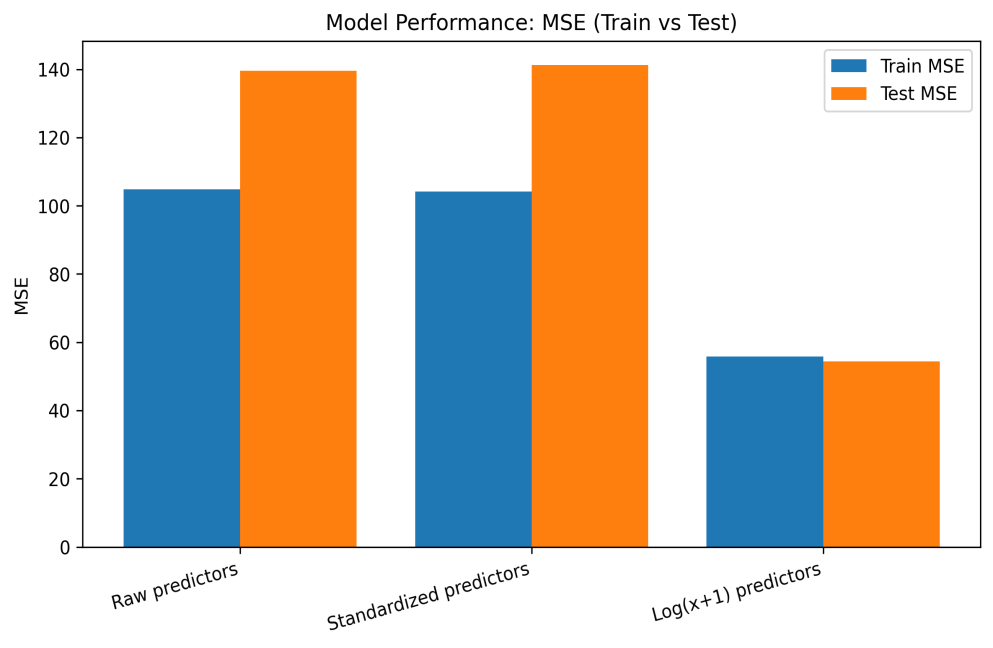 Model Performance: MSE (Train vs Test)
Train MSE
Test MSE
140
120
100
80
60
40
20
0
MSE
Raw predictors
Standardized predictors
Log(x+1) predictors